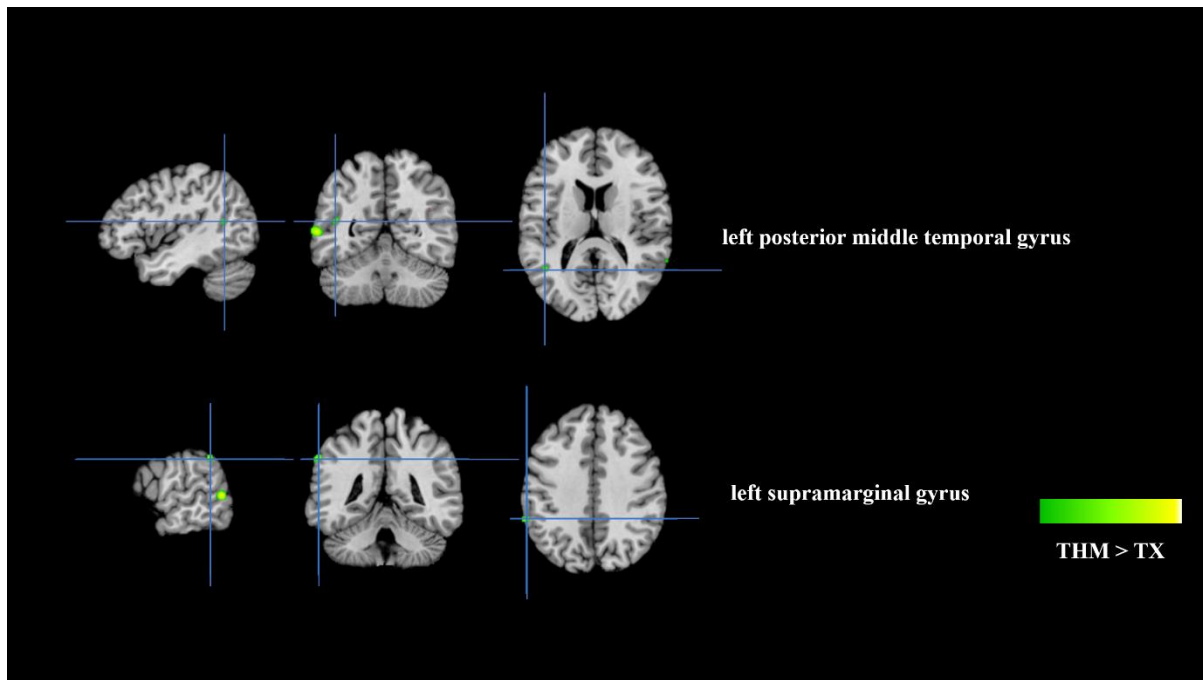 left posterior middle temporal gyrus
left supramarginal gyrus
THM > TX